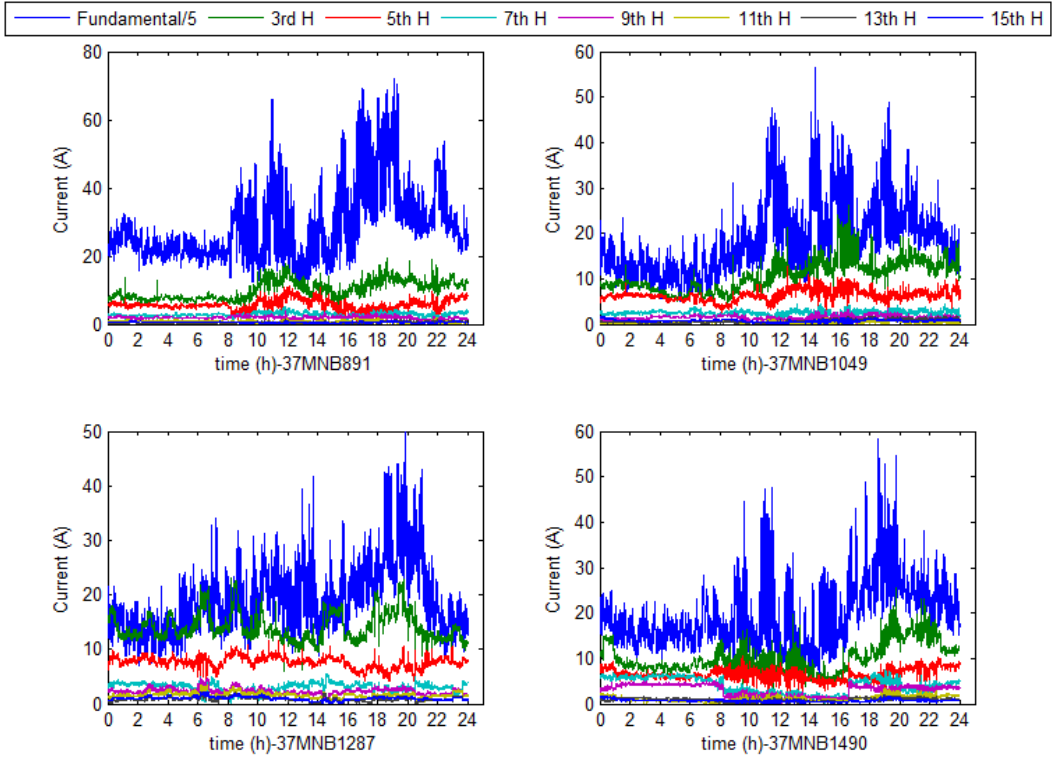 Fundamental/5 3rd H 5th H 7th H 9th H 11th H 13th H 15th H
80
60
40
20
0
Current (A)
0 2 4 6 8 10 12 14 16 18 20 22 24
time (h)-37MNB891
60
50
40
30
20
10
0
Current (A)
0 2 4 6 8 10 12 14 16 18 20 22 24
time (h)-37MNB1049
50
40
30
20
10
0
Current (A)
0 2 4 6 8 10 12 14 16 18 20 22 24
time (h)-37MNB1287
60
50
40
30
20
10
0
Current (A)
0 2 4 6 8 10 12 14 16 18 20 22 24
time (h)-37MNB1490